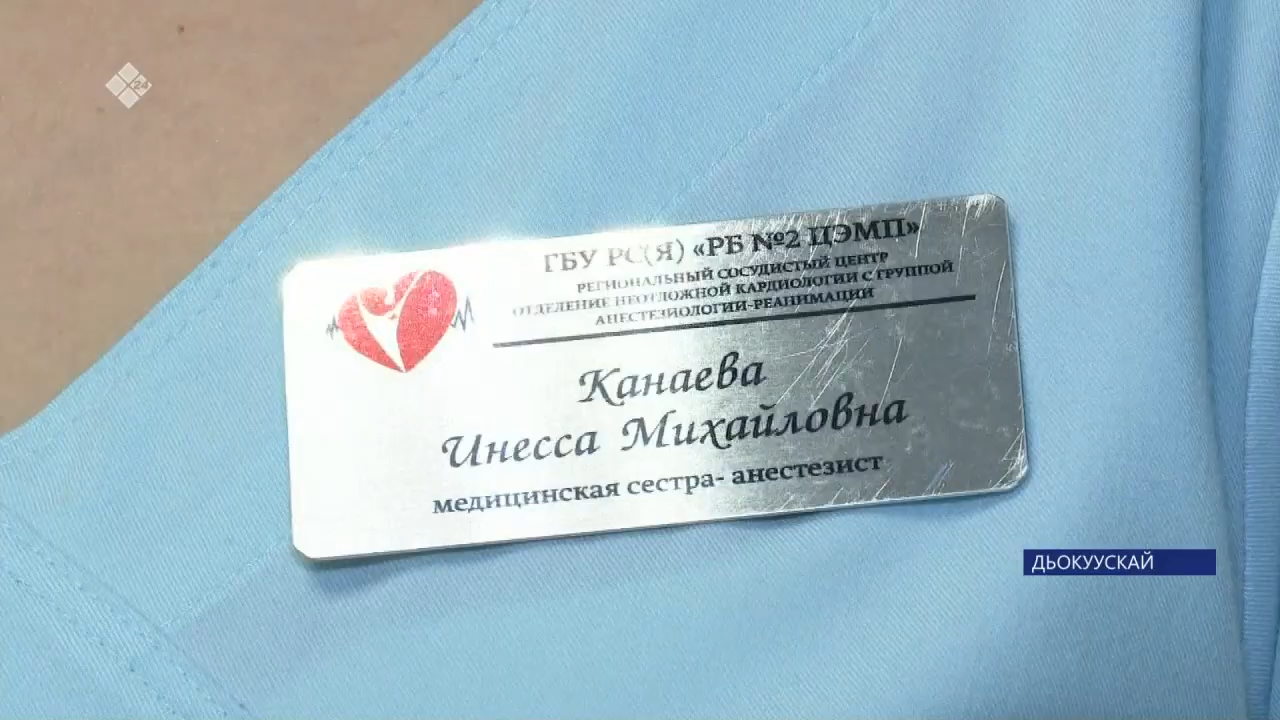 24
ГБУ РС(Я) «РБ №2 ЦЭМП»
РЕГИОНАЛЬНЫЙ СОСУДИСТЫЙ ЦЕНТР
ОТДЕЛЕНИЕ НЕОТЛОЖНОЙ КАРДИОЛОГИИ С ГРУППОЙ
АНЕСТЕЗИОЛОГИИ-РЕАНИМАЦИИ
Канаева
Инесса Михайловна
медицинская сестра- анестезист
ДЬОКУУСКАЙ